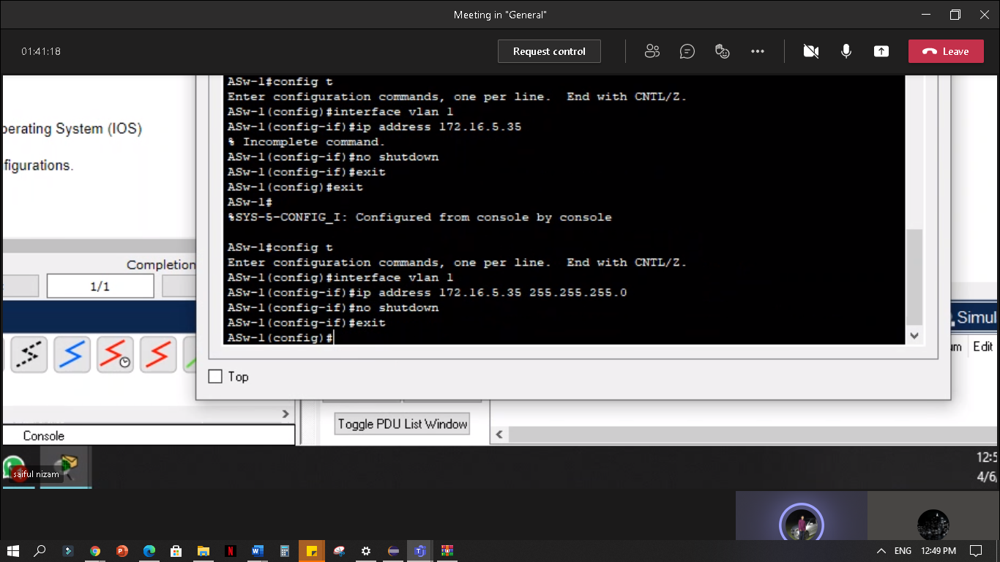 Meeting in "General"
01:41:18
Request control
Leave
perating System (IOS)
figurations.
ASw-1#config t
Enter configuration commands, one per line.  End with CNTL/Z.
ASw-1(config)#interface vlan 1
ASw-1(config-if)#ip address 172.16.5.35
% Incomplete command.
ASw-1(config-if)#no shutdown
ASw-1(config-if)#exit
ASw-1(config)#exit
ASw-1#
%SYS-5-CONFIG_I: Configured from console by console
ASw-1#config t
Enter configuration commands, one per line.  End with CNTL/Z.
ASw-1(config)#interface vlan 1
ASw-1(config-if)#ip address 172.16.5.35 255.255.255.0
ASw-1(config-if)#no shutdown
ASw-1(config-if)#exit
ASw-1(config)#
Completion
1/1
Simul
Edit
Top
Toggle PDU List Window
Console
saiful nizam
12:5
4/6/
ENG 12:49 PM